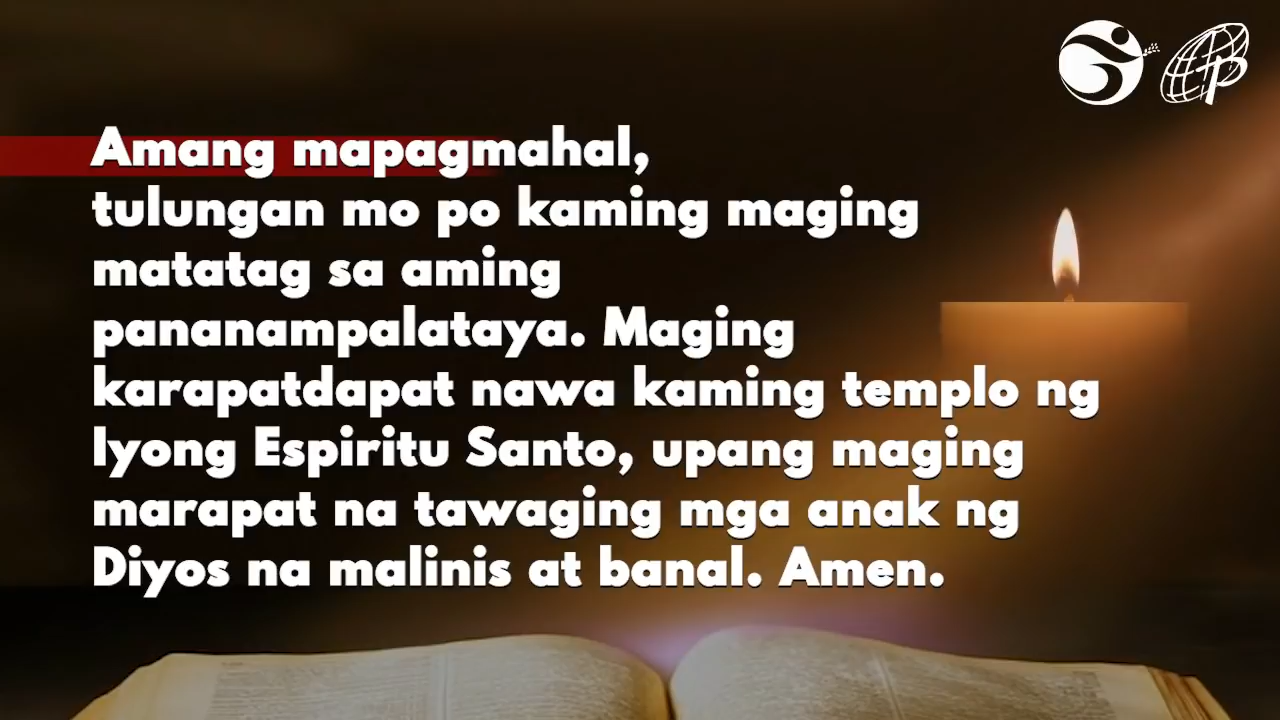 Amang mapagmahal,
tulungan mo po kaming maging
matatag sa aming
pananampalataya. Maging
karapatdapat nawa kaming templo ng
Iyong Espiritu Santo, upang maging
marapat na tawaging mga anak ng
Diyos na malinis at banal. Amen.